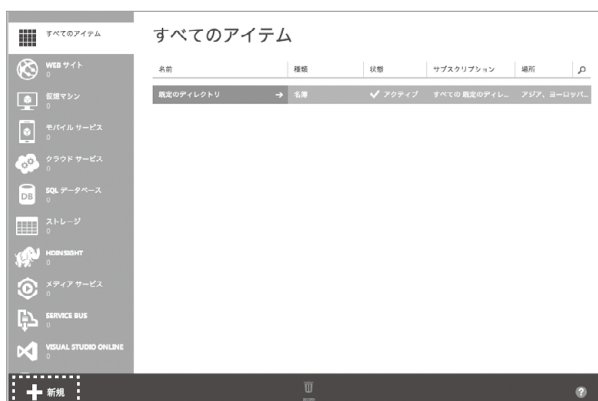 すべてのアイテム
WEB サイト
0
仮想マシン
0
モバイル サービス
0
クラウド サービス
0
DB
SQL データベース
0
ストレージ
0
HDINSIGHT
0
メディア サービス
0
SERVICE BUS
0
VISUAL STUDIO ONLINE
0
すべてのアイテム
名前 種類 状態 サブスクリプション 場所
既定のディレクトリ → 名簿 アクティブ すべての 既定のディレ... アジア、ヨーロッパ...
新規
?